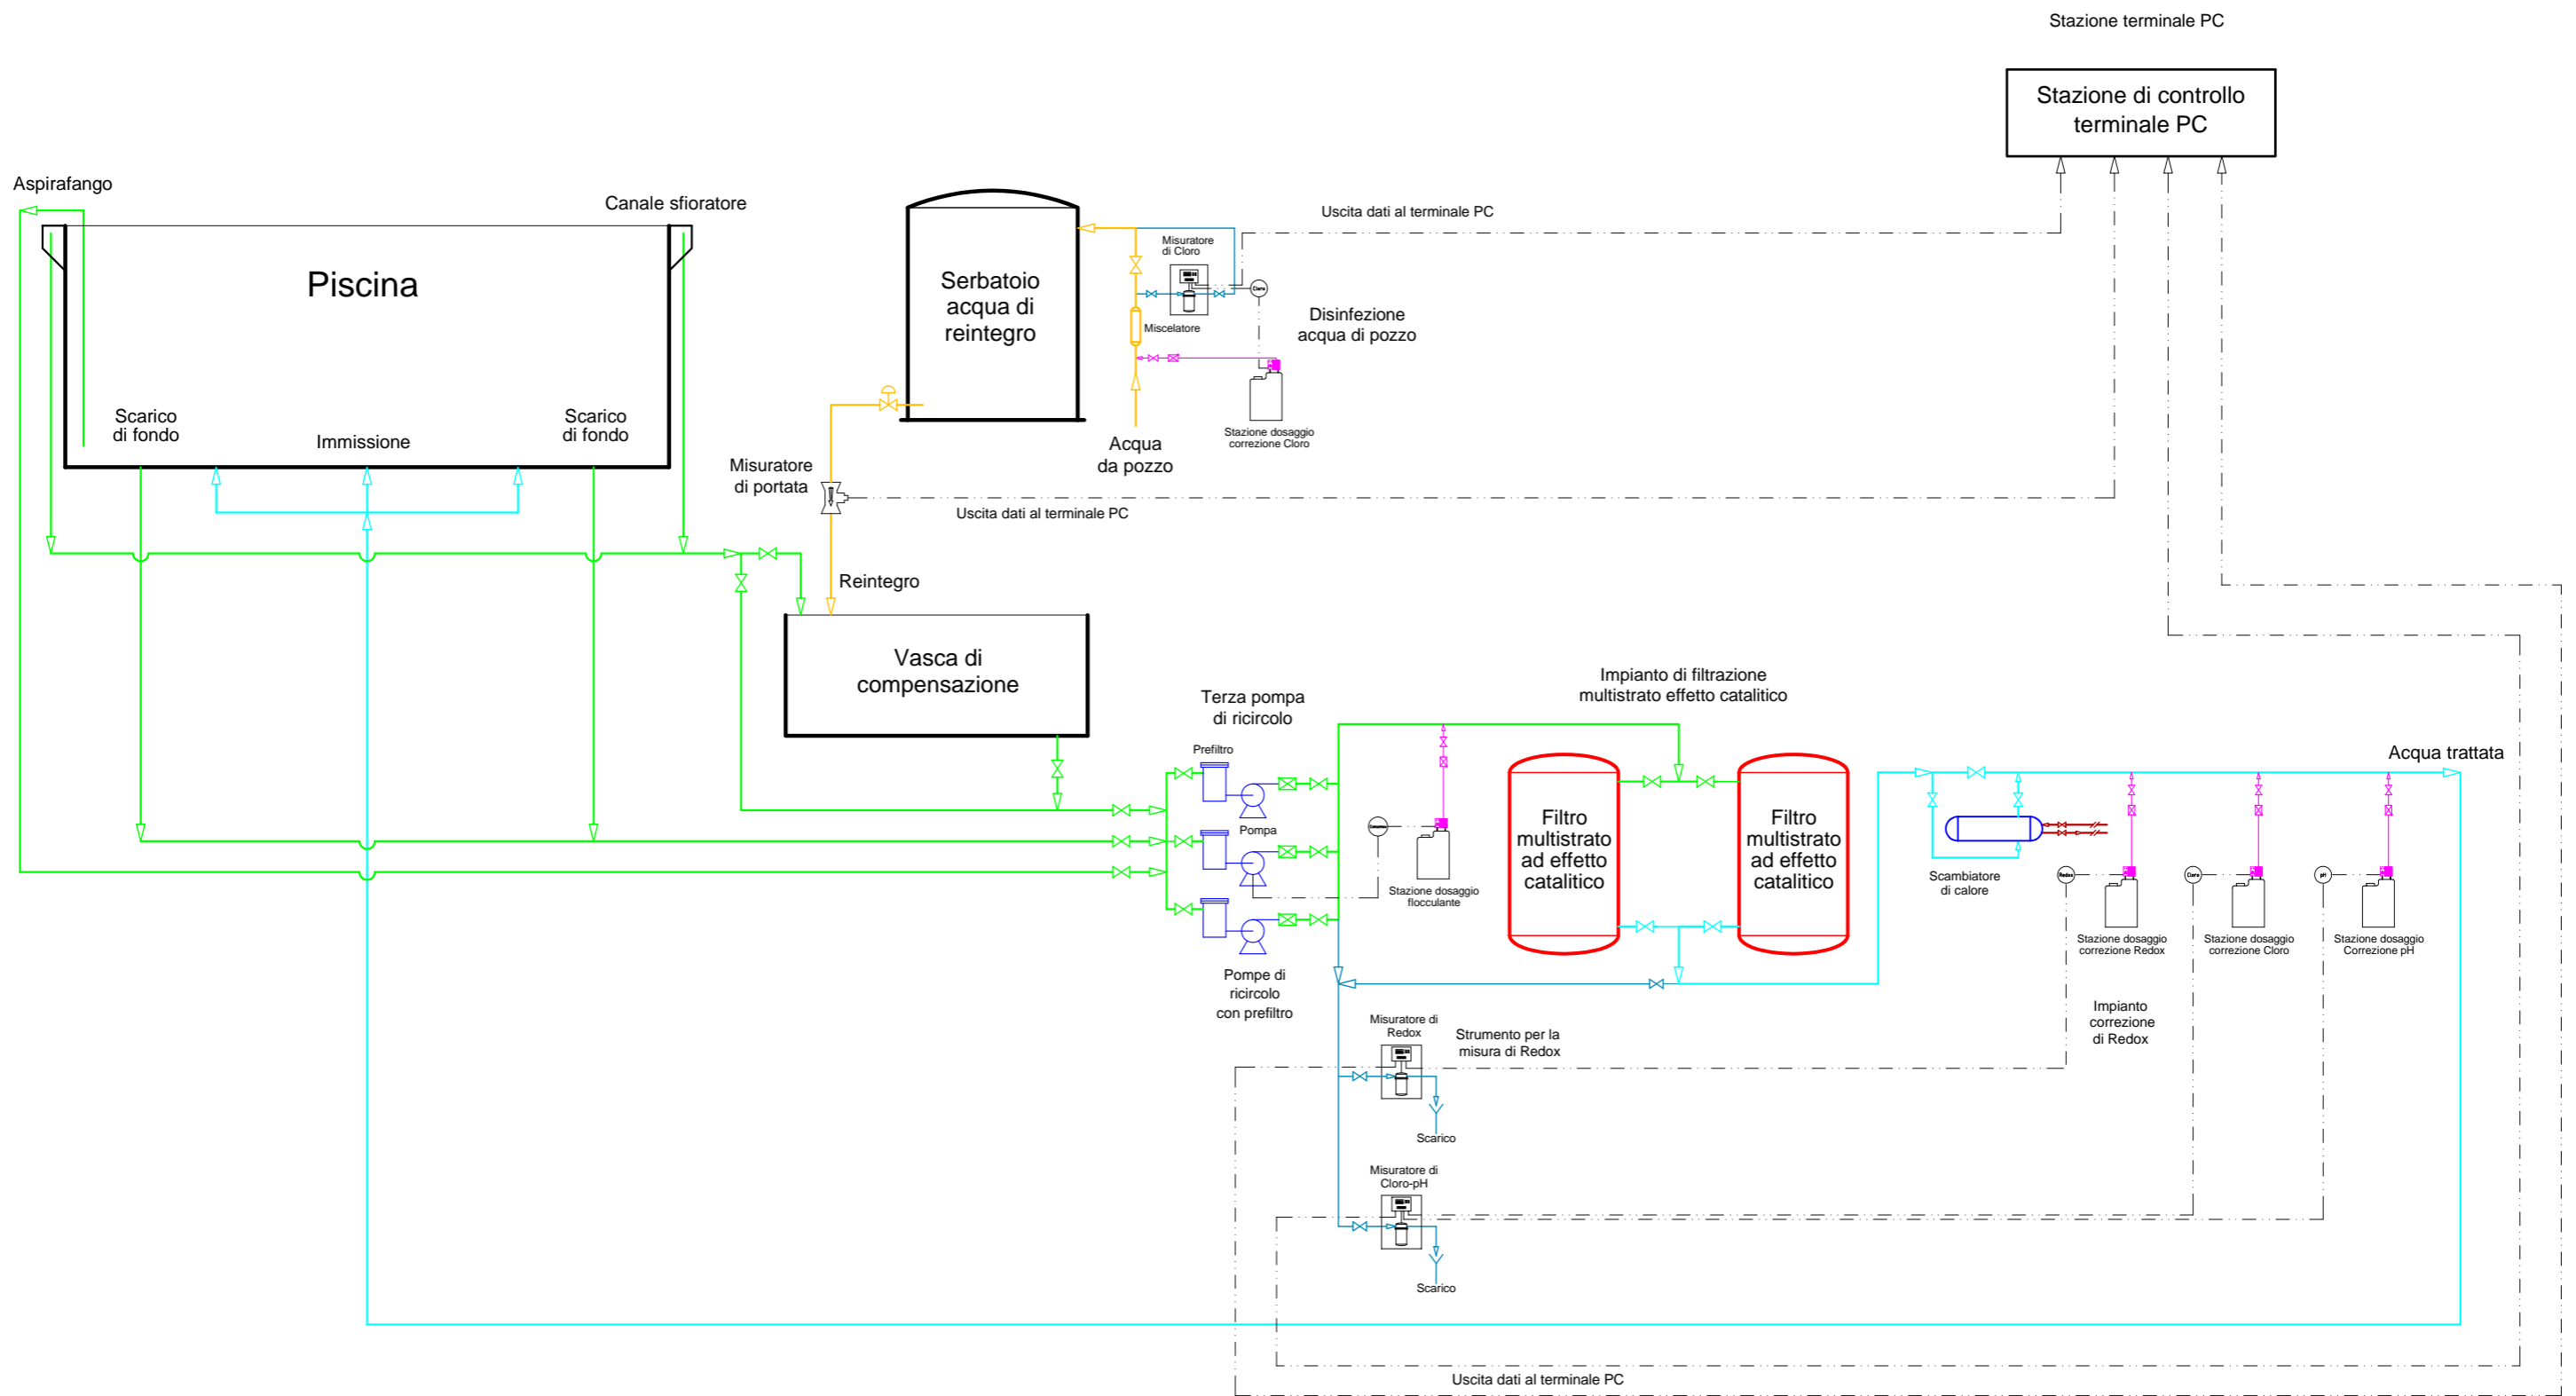 Stazione terminale PC
Stazione di controllo
terminale PC
Aspirafango
Canale sfioratore
Uscita dati al terminale PC
Piscina
Serbatoio
acqua di
reintegro
Misuratore
di Cloro
Cloro
Miscelatore
Disinfezione
acqua di pozzo
Scarico
di fondo
Immissione
Scarico
di fondo
Stazione dosaggio
correzione Cloro
Acqua
da pozzo
Misuratore
di portata
Uscita dati al terminale PC
Reintegro
Vasca di
compensazione
Terza pompa
di ricircolo
Impianto di filtrazione
multistrato effetto catalitico
Prefiltro
Acqua trattata
Pompa
Filtro
multistrato
ad effetto
catalitico
Filtro
multistrato
ad effetto
catalitico
Stazione dosaggio
flocculante
Scambiatore
di calore
Redox
Cloro
pH
Stazione dosaggio
correzione Redox
Stazione dosaggio
correzione Cloro
Stazione dosaggio
Correzione pH
Pompe di
ricircolo
con prefiltro
Impianto
correzione
di Redox
Misuratore di
Redox
Strumento per la
misura di Redox
Scarico
Misuratore di
Cloro-pH
Scarico
Uscita dati al terminale PC